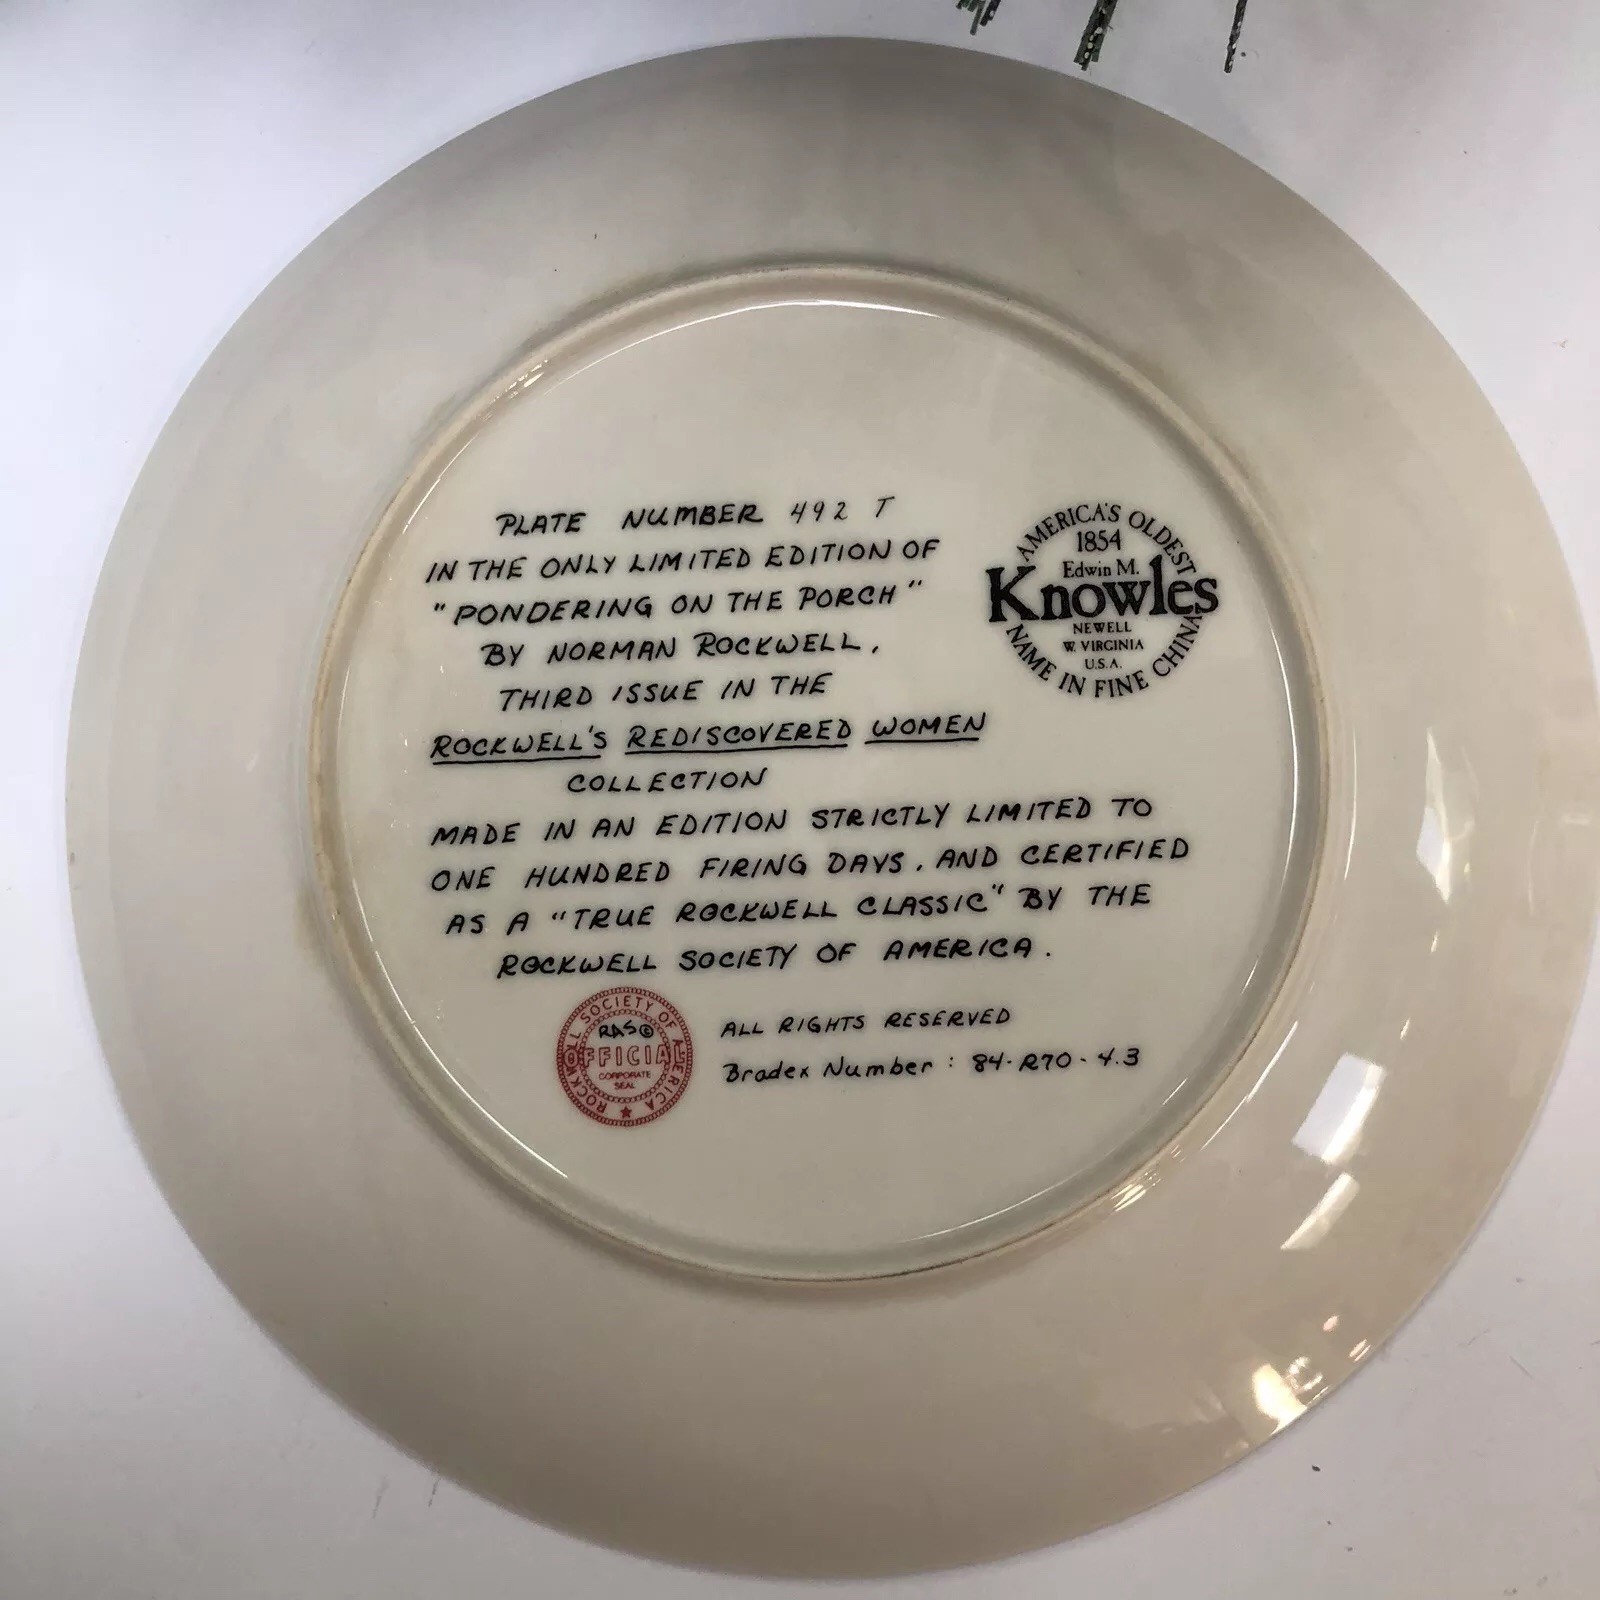 PLATE NUMBER 492 T
IN THE ONLY LIMITED EDITION OF
"PONDERING ON THE PORCH"
BY NORMAN ROCKWELL.
THIRD ISSUE IN THE
ROCKWELL'S REDISCOVERED WOMEN
COLLECTION
MADE IN AN EDITION STRICTLY LIMITED TO
ONE HUNDRED FIRING DAYS, AND CERTIFIED
AS A "TRUE ROCKWELL CLASSIC" BY THE
ROCKWELL SOCIETY OF AMERICA.
AMERICA'S OLDEST
1854
Edwin M.
Knowles
NEWELL
W. VIRGINIA
U.S.A.
NAME IN FINE CHINA
ROCKWELL SOCIETY OF AMERICA
RAS©
OFFICIAL
CORPORATE
SEAL
ALL RIGHTS RESERVED
Bradex Number: 84-R70-4.3